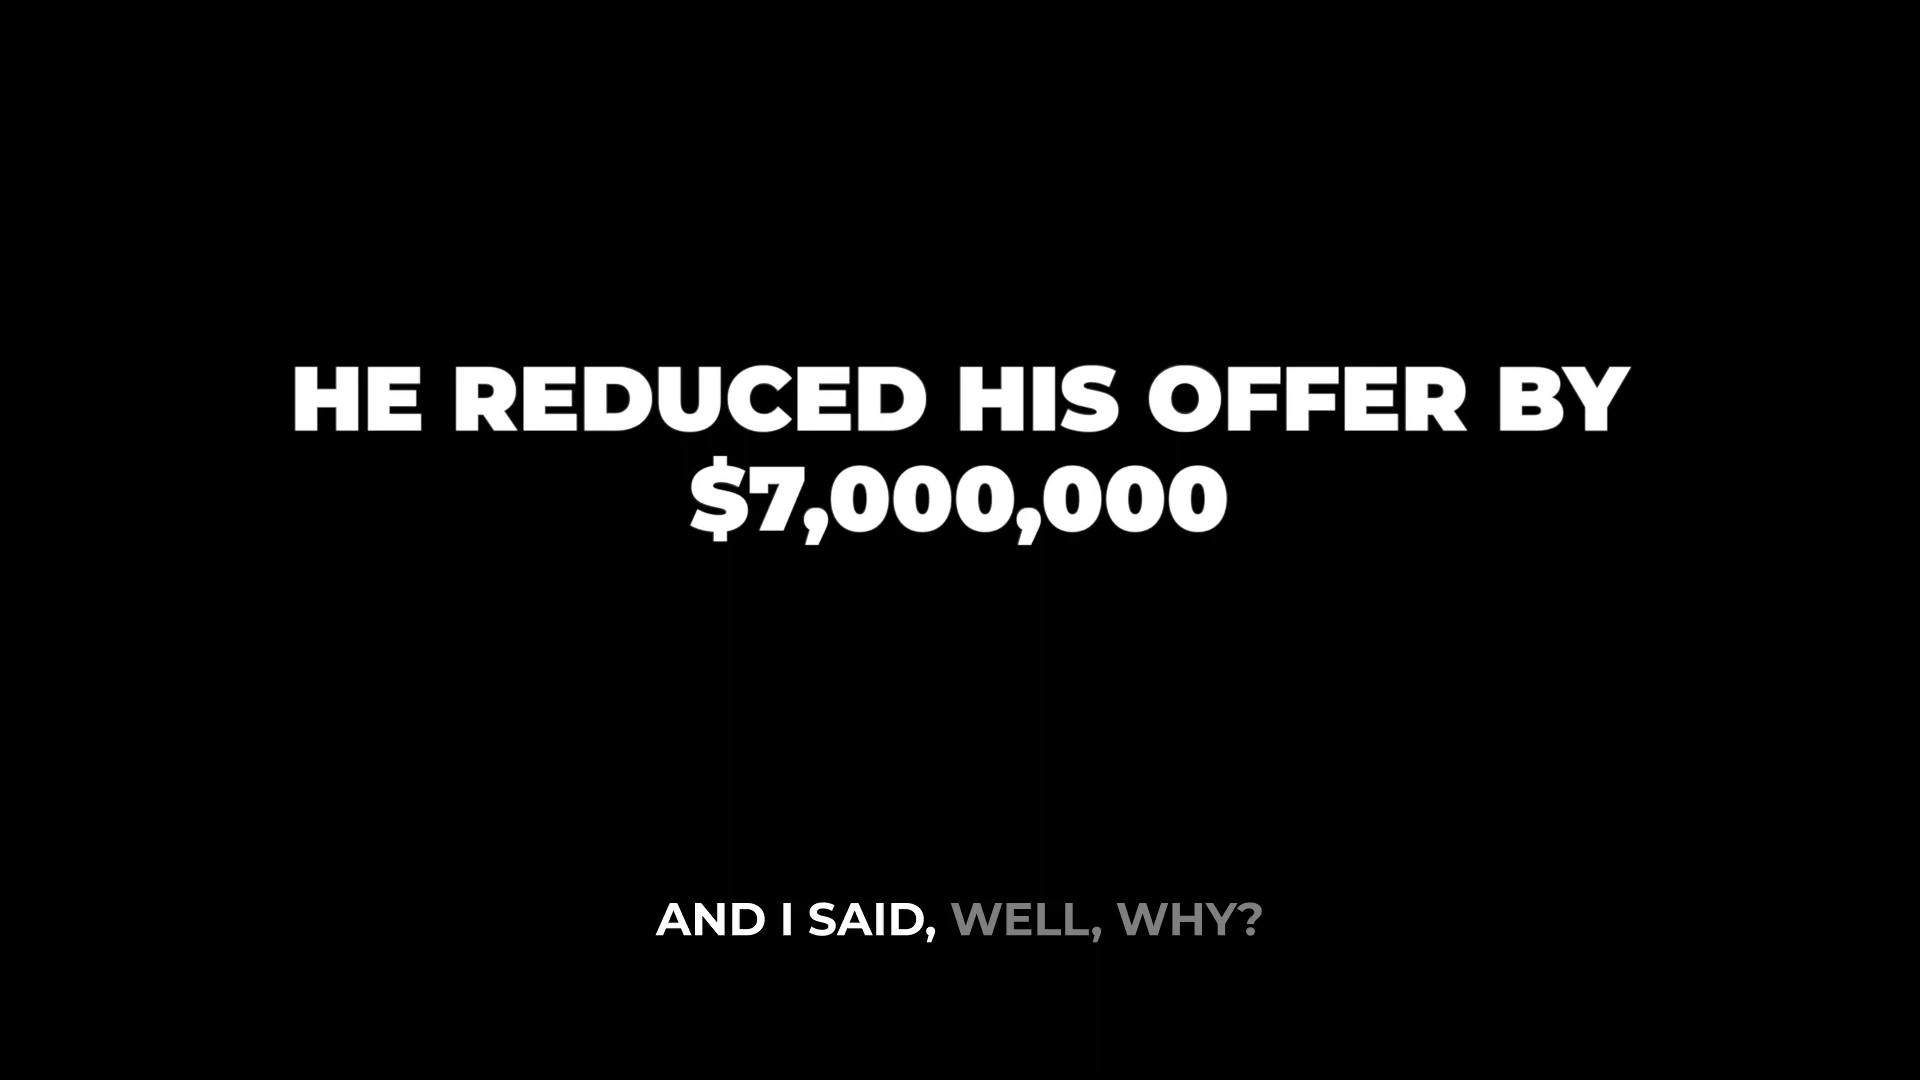 HE REDUCED HIS OFFER BY
$7,000,000
AND I SAID, WELL, WHY?